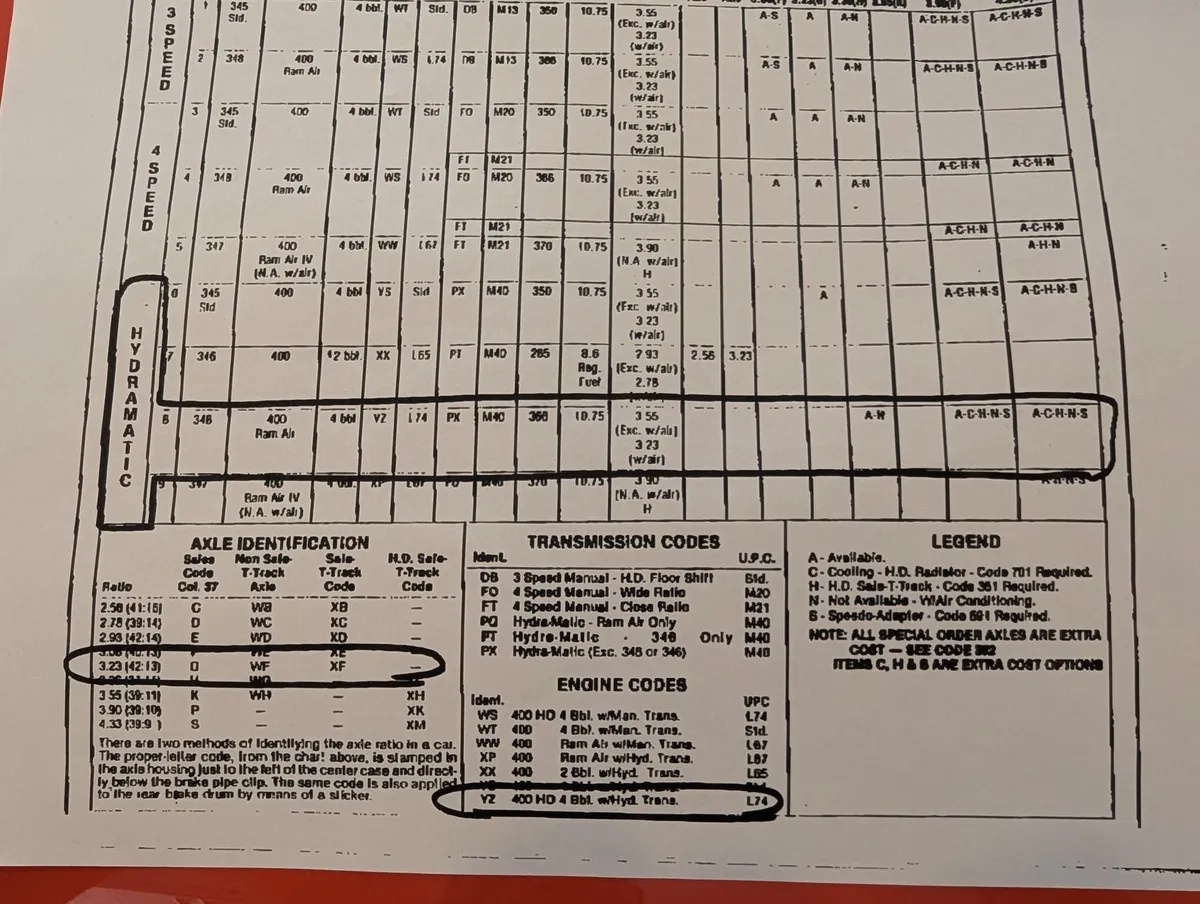 3 SPEED
1 345 400 4 bbl. WT Std. DB M13 350 10.75 3.55 A-S A A-N A-C-H-N-S A-C-H-N-S
Std. (Exc. w/air)
3.23
(w/air)
2 348 400 4 bbl. WS L74 DB M13 366 10.75 3.55 A-S A A-N A-C-H-N-S A-C-H-N-S
Ram Air (Exc. w/air)
3.23
(w/air)
4 SPEED
3 345 400 4 bbl. WT Std FO M20 350 10.75 3.55 A A A-N
Std. (Exc. w/air)
3.23
(w/air)
FT M21 A-C-H-N A-C-H-N
4 348 400 4 bbl. WS L74 FO M20 366 10.75 3.55 A A A-N
Ram Air (Exc. w/air)
3.23
(w/air)
FT M21 A-C-H-N A-C-H-N
5 347 400 4 bbl WW L67 FT M21 370 10.75 3.90 A-H-N
Ram Air IV (N.A. w/air)
(N.A. w/air) H
HYDRAMATIC
6 345 400 4 bbl YS Std PX M40 350 10.75 3.55 A A-C-H-N-S A-C-H-N-S
Std (Exc. w/air)
3.23
(w/air)
7 346 400 2 bbl. XX L65 PT M40 265 8.6 2.93 2.56 3.23
Reg. (Exc. w/air)
Fuel 2.78
8 348 400 4 bbl YZ L74 PX M40 366 10.75 3.55 A-N A-C-H-N-S A-C-H-N-S
Ram Air (Exc. w/air)
3.23
(w/air)
9 347 400 4 bbl. XP L67 M40 370 10.75 3.90 A-H-S
Ram Air IV (N.A. w/air)
(N.A. w/air) H
AXLE IDENTIFICATION
Sales Non Safe- Safe- H.D. Safe-
Code T-Track T-Track T-Track
Ratio Col. 37 Axle Code Code
2.56 (41:16) C WB XB —
2.78 (39:14) D WC XC —
2.93 (42:14) E WD XD —
3.08 (40:13) F WE XE —
3.23 (42:13) G WF XF —
3.55 (39:11) K WH — XH
3.90 (39:10) P — — XK
4.33 (39:9 ) S — — XM
There are two methods of identifying the axle ratio in a car.
The proper-letter code, from the chart above, is stamped in
the axle housing just to the left of the center case and direct-
ly below the brake pipe clip. The same code is also applied
to the rear brake drum by means of a sticker.
TRANSMISSION CODES
Ident. U.P.C.
DB 3 Speed Manual - H.D. Floor Shift Std.
FO 4 Speed Manual - Wide Ratio M20
FT 4 Speed Manual - Close Ratio M21
PQ Hydra-Matic - Ram Air Only M40
PT Hydra-Matic - 346 Only M40
PX Hydra-Matic (Exc. 348 or 346) M40
ENGINE CODES
Ident. UPC
WS 400 HD 4 Bbl. w/Man. Trans. L74
WT 400 4 Bbl. w/Man. Trans. Std.
WW 400 Ram Air w/Man. Trans. L67
XP 400 Ram Air w/Hyd. Trans. L67
XX 400 2 Bbl. w/Hyd. Trans. L65
YZ 400 HD 4 Bbl. w/Hyd. Trans. L74
LEGEND
A - Available.
C - Cooling - H.D. Radiator - Code 701 Required.
H - H.D. Safe-T-Track - Code 361 Required.
N - Not Available - W/Air Conditioning.
S - Speedo-Adapter - Code 691 Required.
NOTE: ALL SPECIAL ORDER AXLES ARE EXTRA
COST — SEE CODE 362
ITEMS C, H & S ARE EXTRA COST OPTIONS